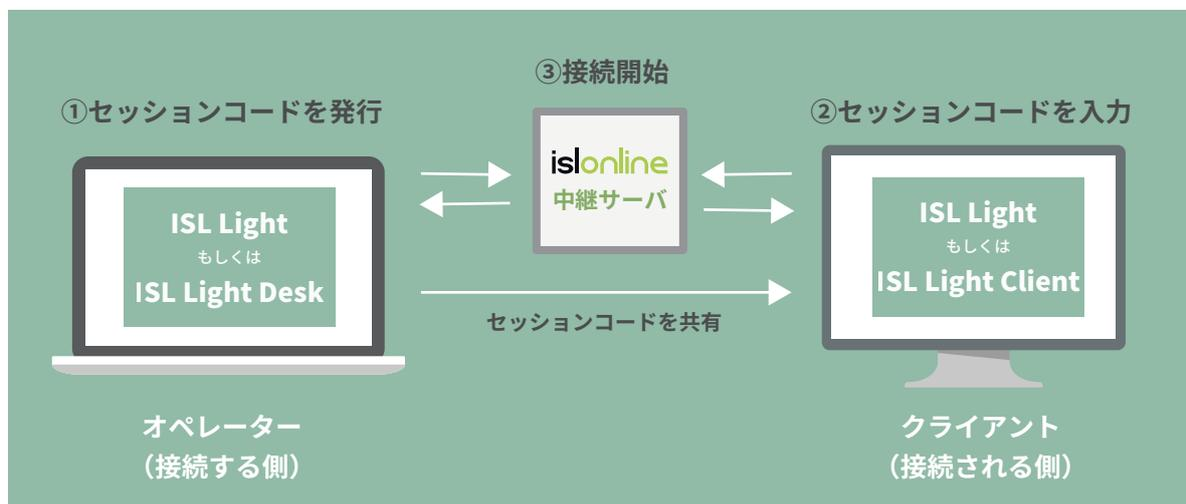 ③接続開始
①セッションコードを発行
②セッションコードを入力
islonline
中継サーバ
ISL Light
もしくは
ISL Light Desk
ISL Light
もしくは
ISL Light Client
セッションコードを共有
オペレーター
（接続する側）
クライアント
（接続される側）